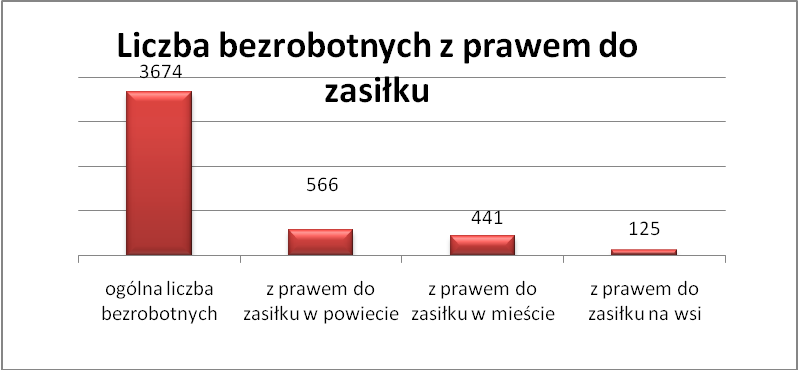 Liczba bezrobotnych z prawem do
zasiłku
3674
566
441
125
ogólna liczba
bezrobotnych
z prawem do
zasiłku w powiecie
z prawem do
zasiłku w mieście
z prawem do
zasiłku na wsi